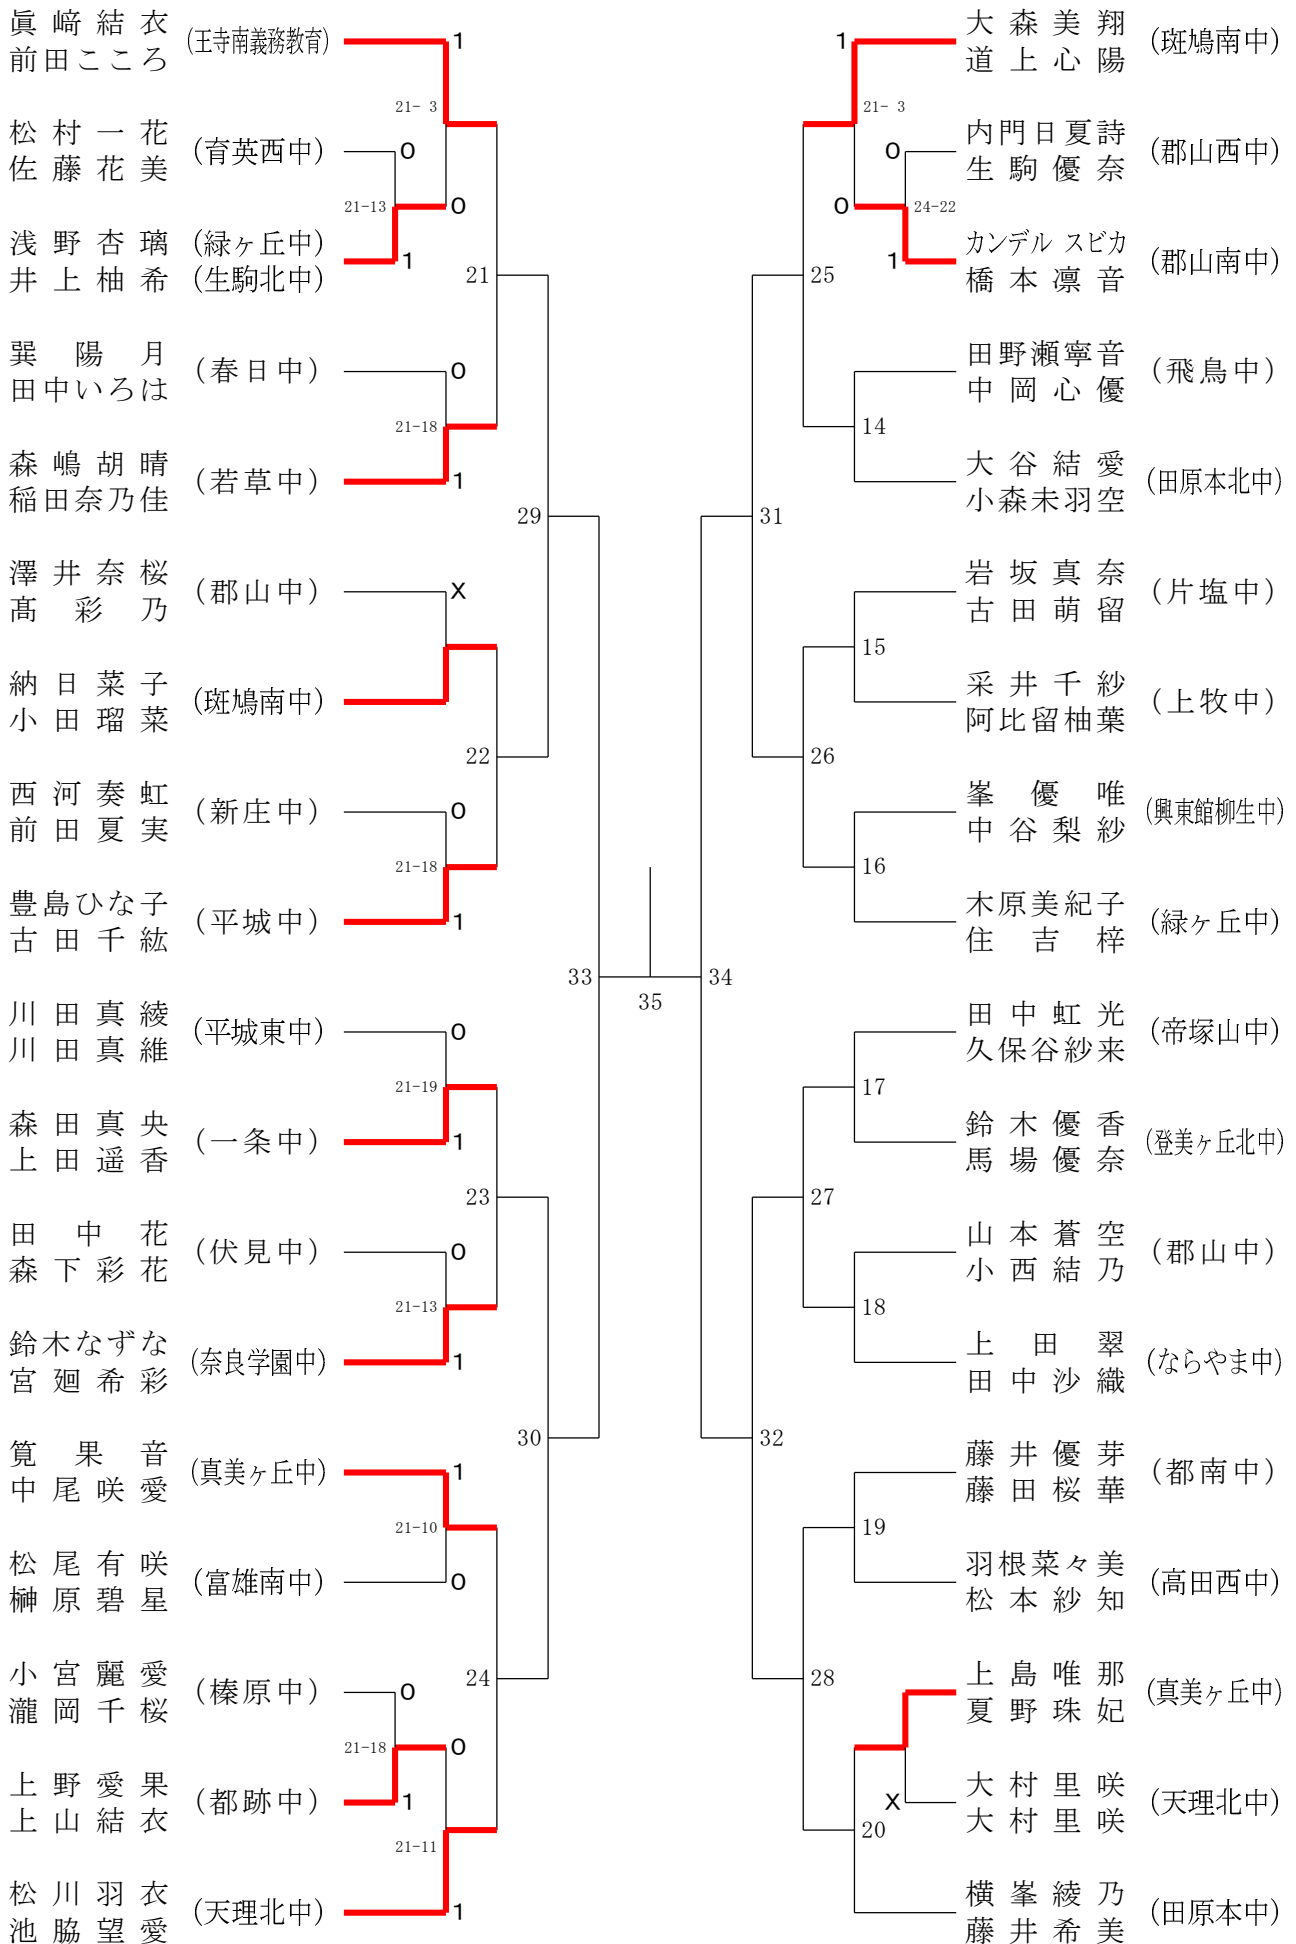 眞﨑結衣
前田こころ
(王寺南義務教育)
1
21- 3
松村一花
佐藤花美
(育英西中)
0
21-13
0
浅野杏璃
井上柚希
(緑ヶ丘中)
(生駒北中)
1
21
巽陽月
田中いろは
(春日中)
0
21-18
森嶋胡晴
稲田奈乃佳
(若草中)
1
29
澤井奈桜
髙彩乃
(郡山中)
X
納日菜子
小田瑠菜
(斑鳩南中)
22
西河奏虹
前田夏実
(新庄中)
0
21-18
豊島ひな子
古田千紘
(平城中)
1
33
川田真綾
川田真維
(平城東中)
0
21-19
森田真央
上田遥香
(一条中)
1
23
田中花
森下彩花
(伏見中)
0
21-13
鈴木なずな
宮廻希彩
(奈良学園中)
1
30
筧果音
中尾咲愛
(真美ヶ丘中)
1
21-10
松尾有咲
榊原碧星
(富雄南中)
0
24
小宮麗愛
瀧岡千桜
(榛原中)
0
21-18
0
上野愛果
上山結衣
(都跡中)
1
21-11
松川羽衣
池脇望愛
(天理北中)
1
35
1
大森美翔
道上心陽
(斑鳩南中)
21- 3
0
内門日夏詩
生駒優奈
(郡山西中)
0
24-22
1
カンデル スビカ
橋本凛音
(郡山南中)
25
田野瀬寧音
中岡心優
(飛鳥中)
14
大谷結愛
小森未羽空
(田原本北中)
31
岩坂真奈
古田萌留
(片塩中)
15
采井千紗
阿比留柚葉
(上牧中)
26
峯優唯
中谷梨紗
(興東館柳生中)
16
木原美紀子
住吉梓
(緑ヶ丘中)
34
田中虹光
久保谷紗来
(帝塚山中)
17
鈴木優香
馬場優奈
(登美ヶ丘北中)
27
山本蒼空
小西結乃
(郡山中)
18
上田翠
田中沙織
(ならやま中)
32
藤井優芽
藤田桜華
(都南中)
19
羽根菜々美
松本紗知
(高田西中)
28
上島唯那
夏野珠妃
(真美ヶ丘中)
X
大村里咲
大村里咲
(天理北中)
20
横峯綾乃
藤井希美
(田原本中)